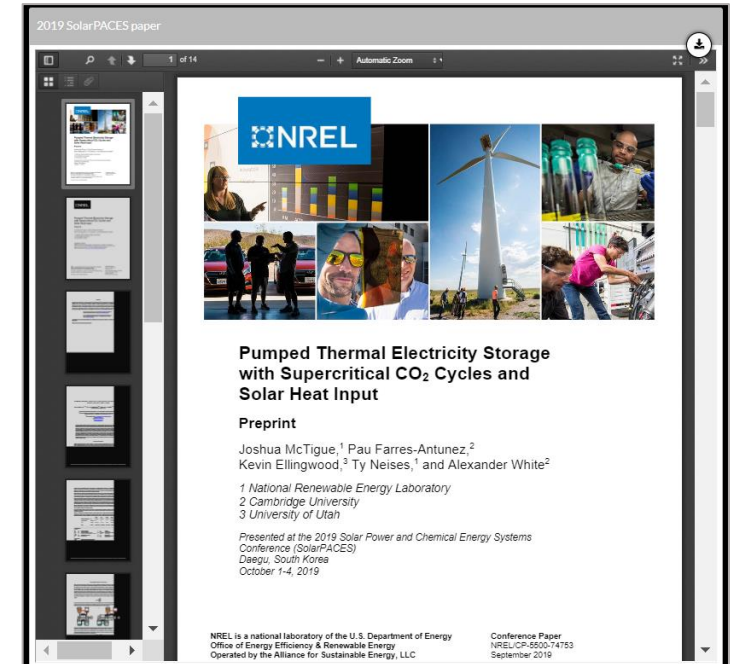 2019 SolarPACES paper
1 of 14
Automatic Zoom
NREL
Pumped Thermal Electricity Storage
with Supercritical CO₂ Cycles and
Solar Heat Input
Preprint
Joshua McTigue,¹ Pau Farres-Antunez,²
Kevin Ellingwood,³ Ty Neises,¹ and Alexander White²
1 National Renewable Energy Laboratory
2 Cambridge University
3 University of Utah
Presented at the 2019 Solar Power and Chemical Energy Systems
Conference (SolarPACES)
Daegu, South Korea
October 1-4, 2019
NREL is a national laboratory of the U.S. Department of Energy
Office of Energy Efficiency & Renewable Energy
Operated by the Alliance for Sustainable Energy, LLC
Conference Paper
NREL/CP-5500-74753
September 2019